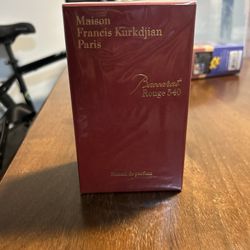 Maison
Francis Kurkdjian
Paris
Baccarat
Rouge 540
Extrait de parfum